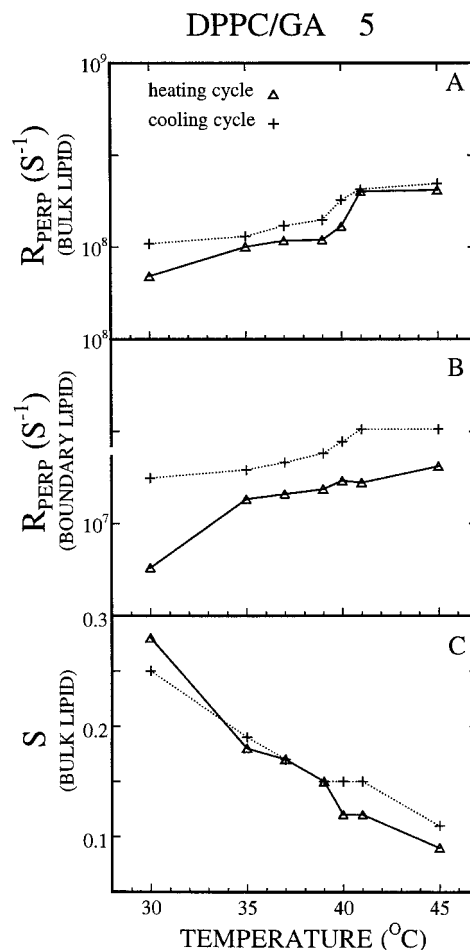 DPPC/GA 5
A
heating cycle
cooling cycle
R_PERP (S^-1)
(BULK LIPID)
10^9
10^8
B
R_PERP (S^-1)
(BOUNDARY LIPID)
10^8
10^7
C
S
(BULK LIPID)
0.3
0.2
0.1
30 35 40 45
TEMPERATURE (°C)